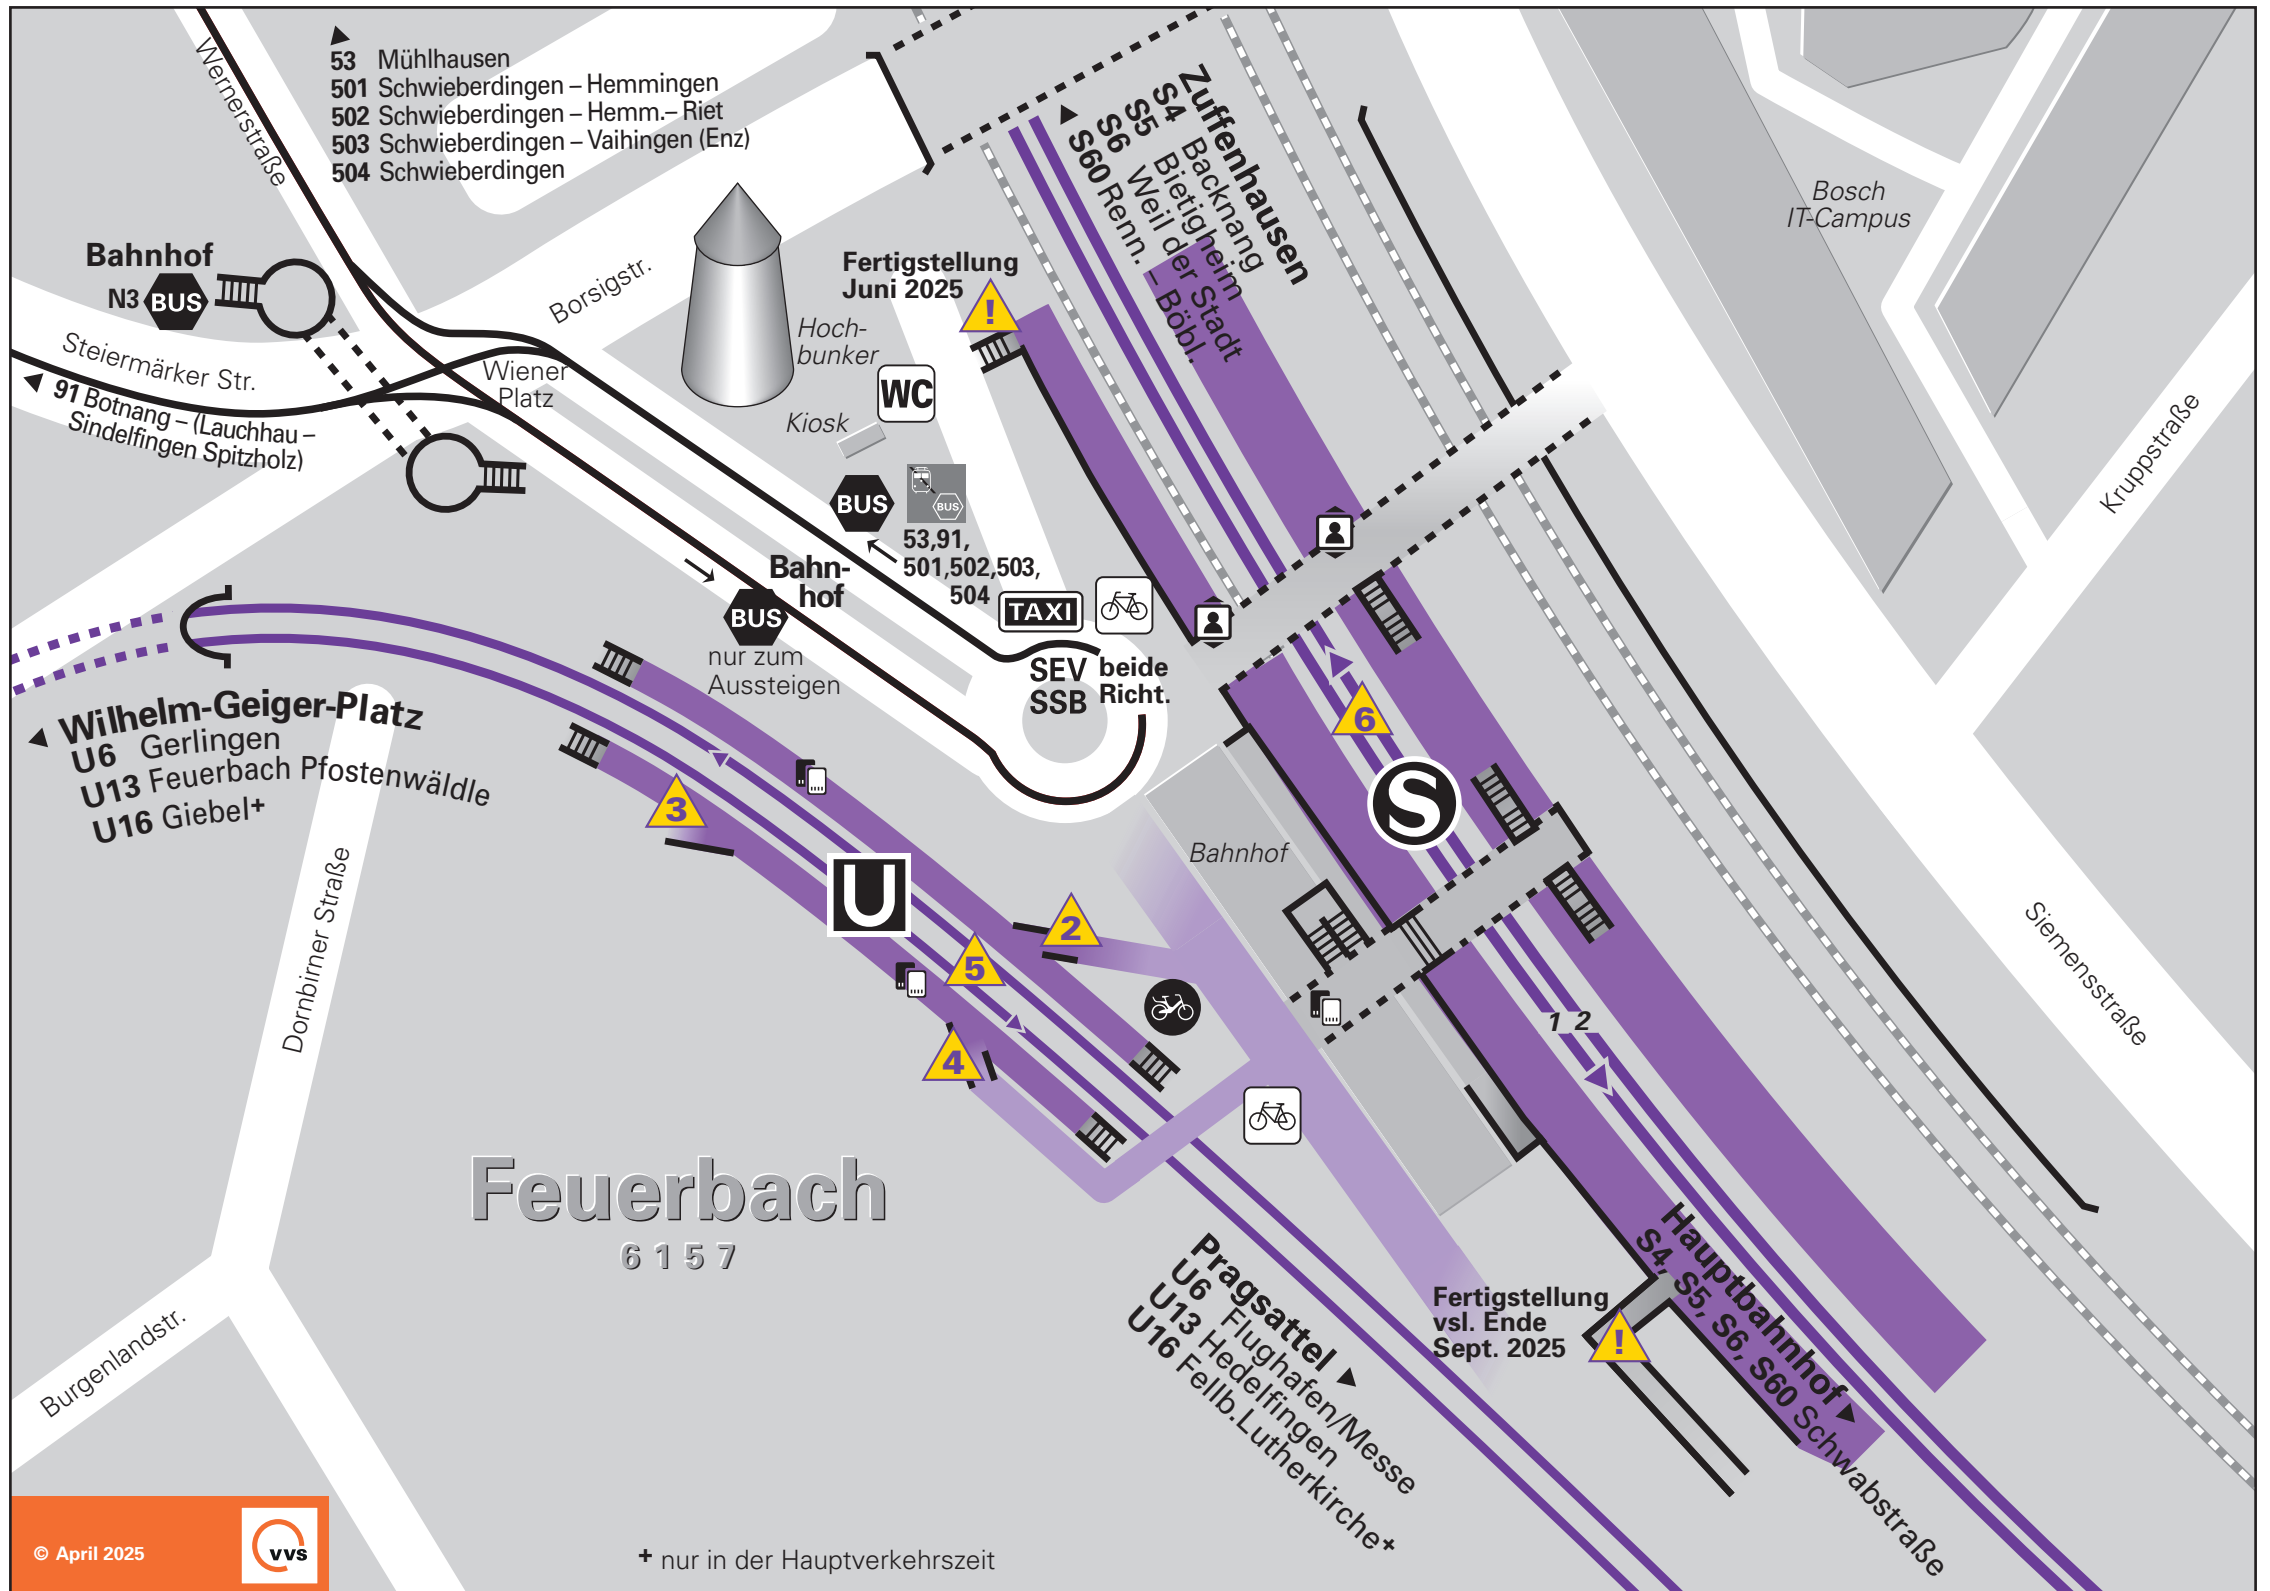 53 Mühlhausen
501 Schwieberdingen – Hemmingen
502 Schwieberdingen – Hemm.– Riet
503 Schwieberdingen – Vaihingen (Enz)
504 Schwieberdingen
Wernerstraße
Zuffenhausen
S4 Backnang
S5 Bietigheim
S6 Weil der Stadt
S60 Renn. – Böbl.
Bosch
IT-Campus
Bahnhof
N3 BUS
Borsigstr.
Fertigstellung
Juni 2025
!
Hoch-
bunker
WC
Kiosk
Steiermärker Str.
Wiener
Platz
91 Botnang – (Lauchhau –
Sindelfingen Spitzholz)
Kruppstraße
BUS
BUS
53,91,
501,502,503,
504
Bahn-
hof
BUS
nur zum
Aussteigen
TAXI
SEV beide
SSB Richt.
6
S
Wilhelm-Geiger-Platz
U6 Gerlingen
U13 Feuerbach Pfostenwäldle
U16 Giebel+
3
U
2
5
4
Bahnhof
Dornbirner Straße
Siemensstraße
1 2
Feuerbach
6157
Pragsattel
U6 Flughafen/Messe
U13 Hedelfingen
U16 Fellb.Lutherkirche+
Fertigstellung
vsl. Ende
Sept. 2025
!
Hauptbahnhof
S4, S5, S6, S60 Schwabstraße
Burgenlandstr.
© April 2025
VVS
+ nur in der Hauptverkehrszeit